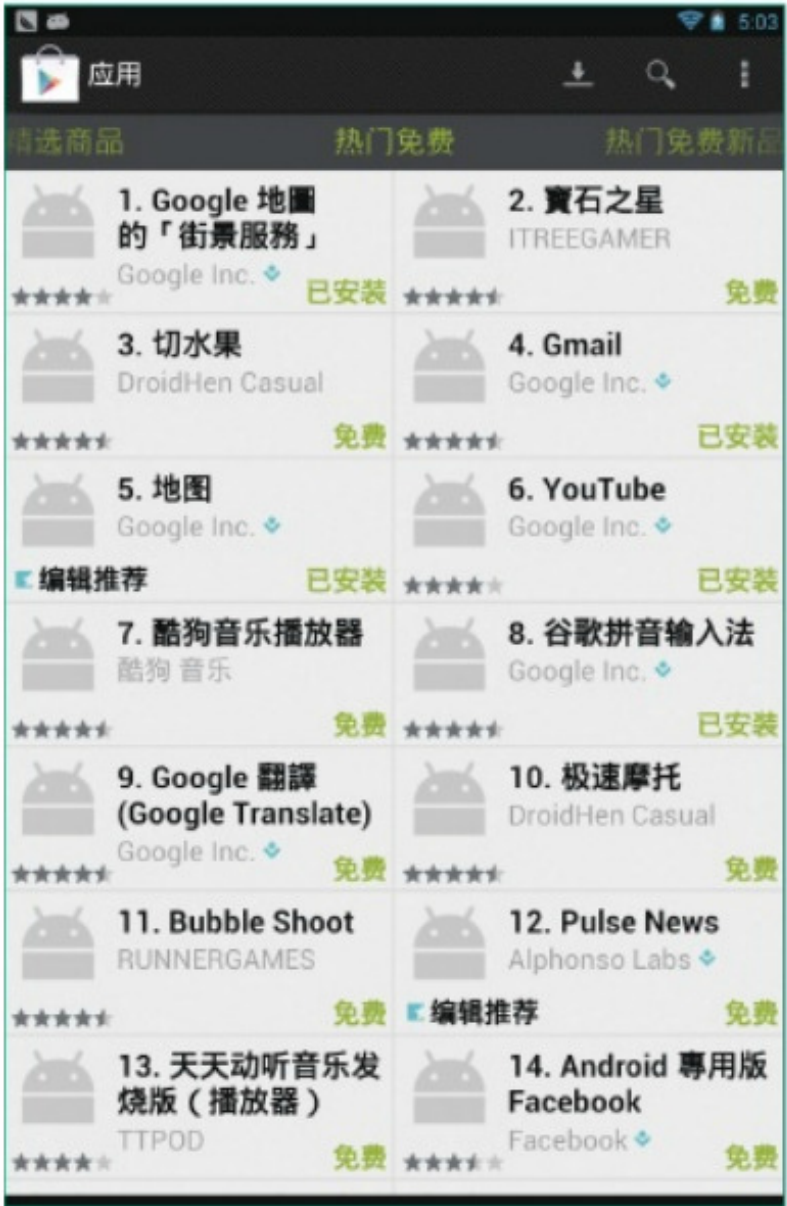 5:03
应用
精选商品
热门免费
热门免费新品
1. Google 地圖
的「街景服務」
Google Inc.
已安装
2. 寶石之星
ITREEGAMER
免费
3. 切水果
DroidHen Casual
免费
4. Gmail
Google Inc.
已安装
5. 地图
Google Inc.
编辑推荐
已安装
6. YouTube
Google Inc.
已安装
7. 酷狗音乐播放器
酷狗 音乐
免费
8. 谷歌拼音输入法
Google Inc.
已安装
9. Google 翻譯
(Google Translate)
Google Inc.
免费
10. 极速摩托
DroidHen Casual
免费
11. Bubble Shoot
RUNNERGAMES
免费
12. Pulse News
Alphonso Labs
编辑推荐
免费
13. 天天动听音乐发
烧版（播放器）
TTPOD
免费
14. Android 專用版
Facebook
Facebook
免费